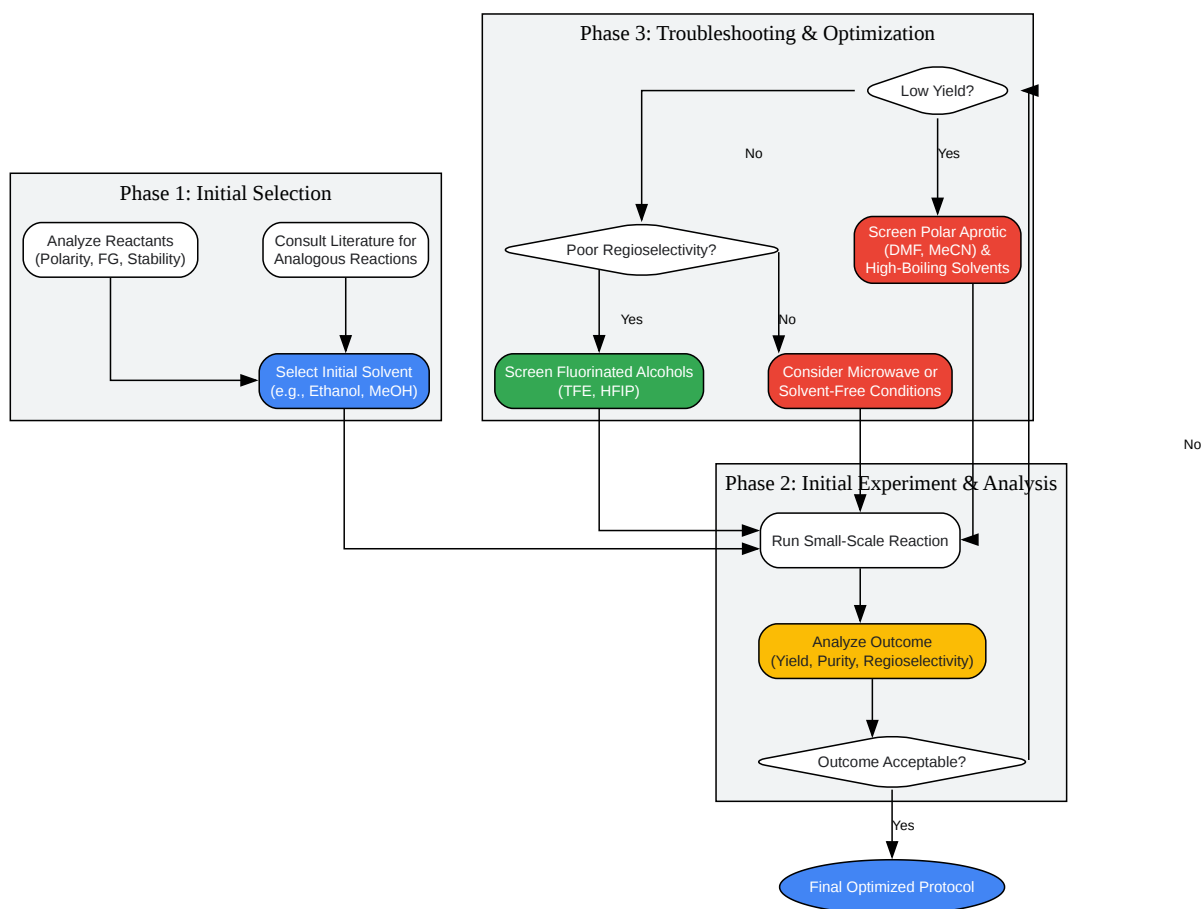 Phase 3: Troubleshooting & Optimization
Low Yield?
No
Yes
Phase 1: Initial Selection
Analyze Reactants
(Polarity, FG, Stability)
Consult Literature for
Analogous Reactions
Poor Regioselectivity?
Screen Polar Aprotic
(DMF, MeCN) &
High-Boiling Solvents
Yes
No
Select Initial Solvent
(e.g., Ethanol, MeOH)
Screen Fluorinated Alcohols
(TFE, HFIP)
Consider Microwave or
Solvent-Free Conditions
No
Phase 2: Initial Experiment & Analysis
Run Small-Scale Reaction
Analyze Outcome
(Yield, Purity, Regioselectivity)
Outcome Acceptable?
Yes
Final Optimized Protocol